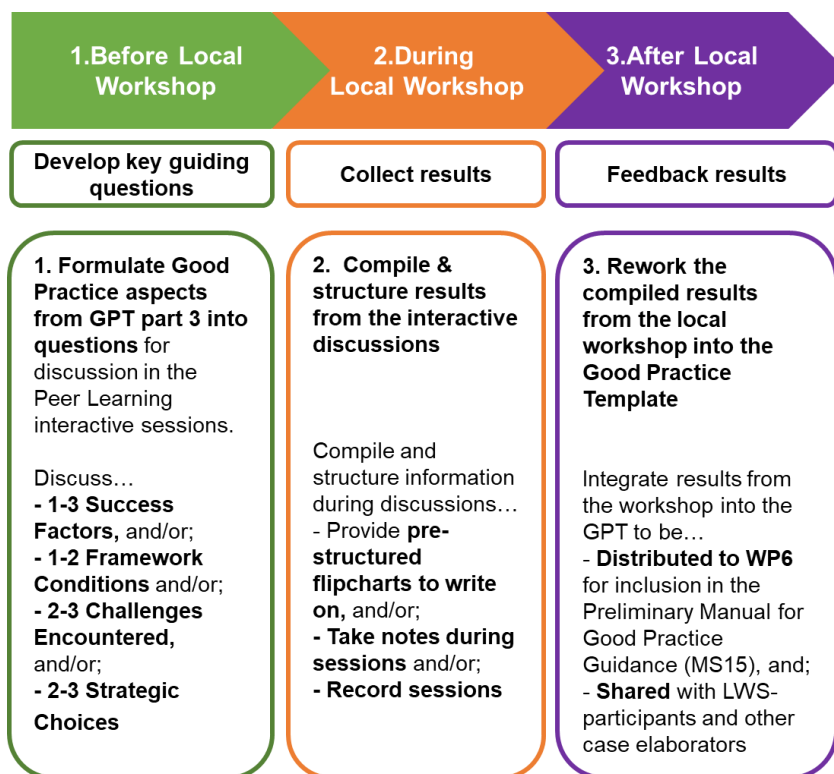 1.Before Local
Workshop
2.During
Local Workshop
3.After Local
Workshop
Develop key guiding
questions
Collect results
Feedback results
1. Formulate Good
Practice aspects
from GPT part 3 into
questions for
discussion in the
Peer Learning
interactive sessions.
Discuss…
- 1-3 Success
Factors, and/or;
- 1-2 Framework
Conditions and/or;
- 2-3 Challenges
Encountered,
and/or;
- 2-3 Strategic
Choices
2. Compile &
structure results
from the interactive
discussions
Compile and
structure information
during discussions…
- Provide pre-
structured
flipcharts to write
on, and/or;
- Take notes during
sessions and/or;
- Record sessions
3. Rework the
compiled results
from the local
workshop into the
Good Practice
Template
Integrate results from
the workshop into the
GPT to be…
- Distributed to WP6
for inclusion in the
Preliminary Manual for
Good Practice
Guidance (MS15), and;
- Shared with LWS-
participants and other
case elaborators